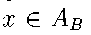 x ∈ A_B